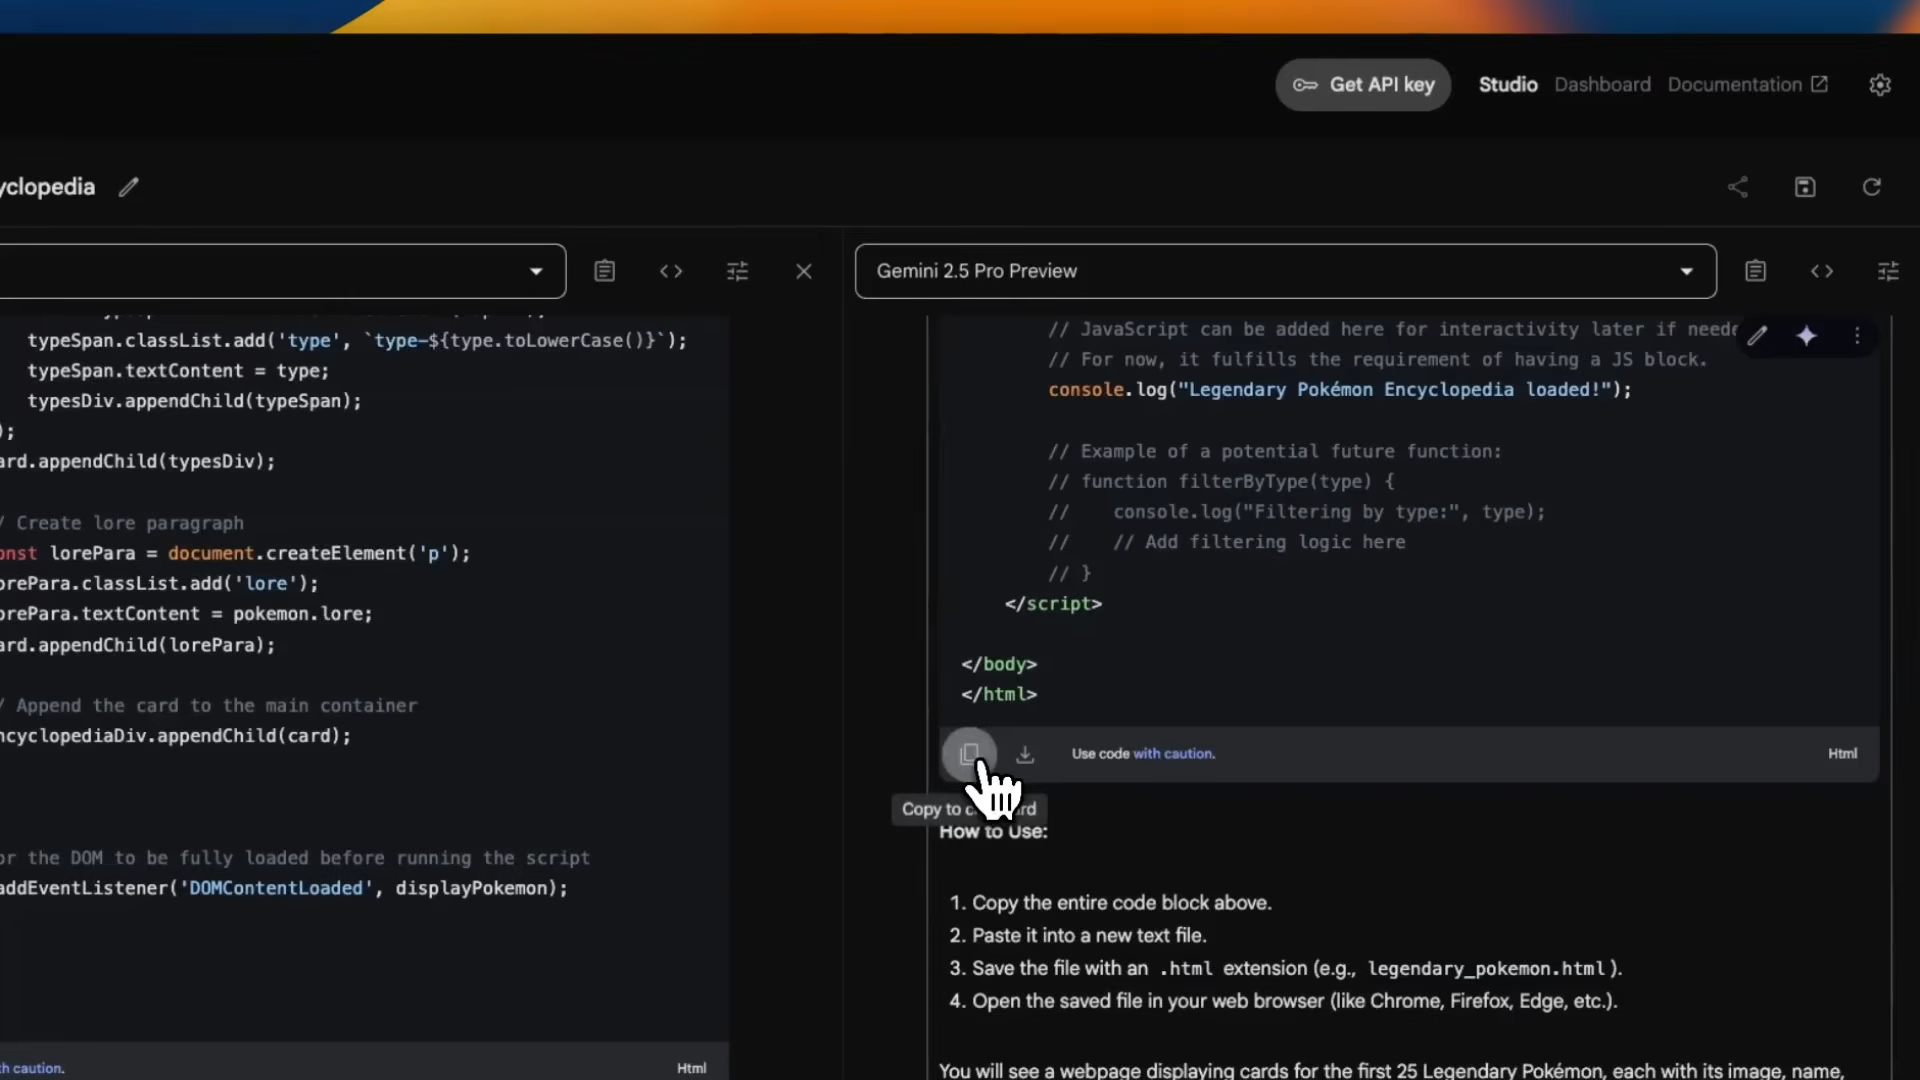 Get API key
Studio
Dashboard
Documentation
yclopedia
Gemini 2.5 Pro Preview
typeSpan.classList.add('type', `type-${type.toLowerCase()}`);
typeSpan.textContent = type;
typesDiv.appendChild(typeSpan);
);
ard.appendChild(typesDiv);
/ Create lore paragraph
onst lorePara = document.createElement('p');
orePara.classList.add('lore');
orePara.textContent = pokemon.lore;
ard.appendChild(lorePara);
/ Append the card to the main container
ncyclopediaDiv.appendChild(card);
or the DOM to be fully loaded before running the script
addEventListener('DOMContentLoaded', displayPokemon);
th caution.
Html
// JavaScript can be added here for interactivity later if neede
// For now, it fulfills the requirement of having a JS block.
console.log("Legendary Pokémon Encyclopedia loaded!");
// Example of a potential future function:
// function filterByType(type) {
//    console.log("Filtering by type:", type);
//    // Add filtering logic here
// }
</script>
</body>
</html>
Use code with caution.
Html
Copy to c rd
How to Use:
1. Copy the entire code block above.
2. Paste it into a new text file.
3. Save the file with an .html extension (e.g., legendary_pokemon.html).
4. Open the saved file in your web browser (like Chrome, Firefox, Edge, etc.).
You will see a webpage displaying cards for the first 25 Legendary Pokémon, each with its image, name,